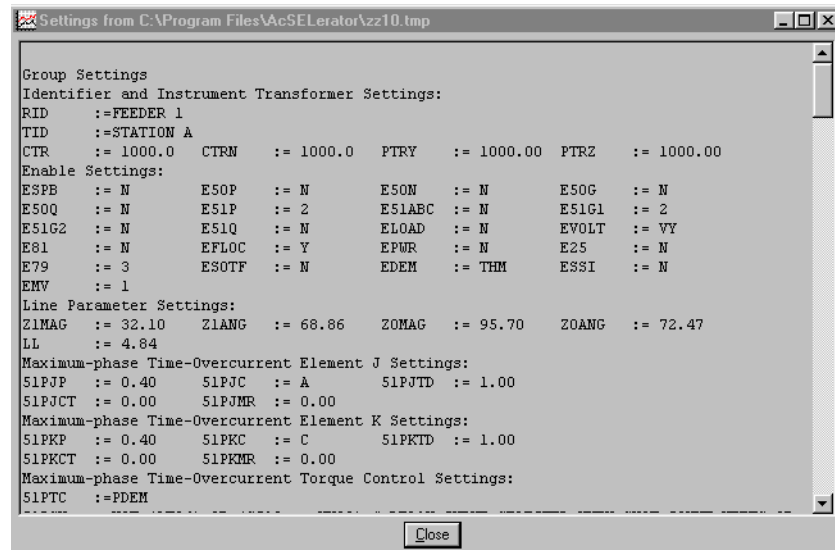 Settings from C:\Program Files\AcSELerator\zz10.tmp
Group Settings
Identifier and Instrument Transformer Settings:
RID :=FEEDER 1
TID :=STATION A
CTR := 1000.0 CTRN := 1000.0 PTRY := 1000.00 PTRZ := 1000.00
Enable Settings:
ESPB := N E50P := N E50N := N E50G := N
E50Q := N E51P := 2 E51ABC := N E51G1 := 2
E51G2 := N E51Q := N ELOAD := N EVOLT := VY
E81 := N EFLOC := Y EPWR := N E25 := N
E79 := 3 ESOTF := N EDEM := THM ESSI := N
EMV := 1
Line Parameter Settings:
Z1MAG := 32.10 Z1ANG := 68.86 Z0MAG := 95.70 Z0ANG := 72.47
LL := 4.84
Maximum-phase Time-Overcurrent Element J Settings:
51PJP := 0.40 51PJC := A 51PJTD := 1.00
51PJCT := 0.00 51PJMR := 0.00
Maximum-phase Time-Overcurrent Element K Settings:
51PKP := 0.40 51PKC := C 51PKTD := 1.00
51PKCT := 0.00 51PKMR := 0.00
Maximum-phase Time-Overcurrent Torque Control Settings:
51PTC :=PDEM
Close